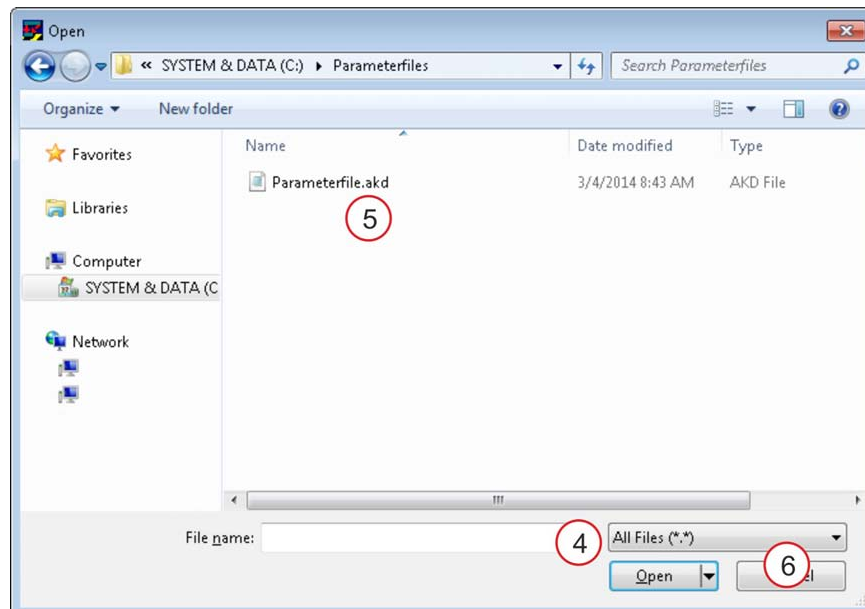 Open
« SYSTEM & DATA (C:) ▸ Parameterfiles
Search Parameterfiles
Organize
New folder
Name
Date modified
Type
Favorites
Parameterfile.akd
3/4/2014 8:43 AM
AKD File
5
Libraries
Computer
SYSTEM & DATA (C
Network
File name:
4
All Files (*.*)
Open
6